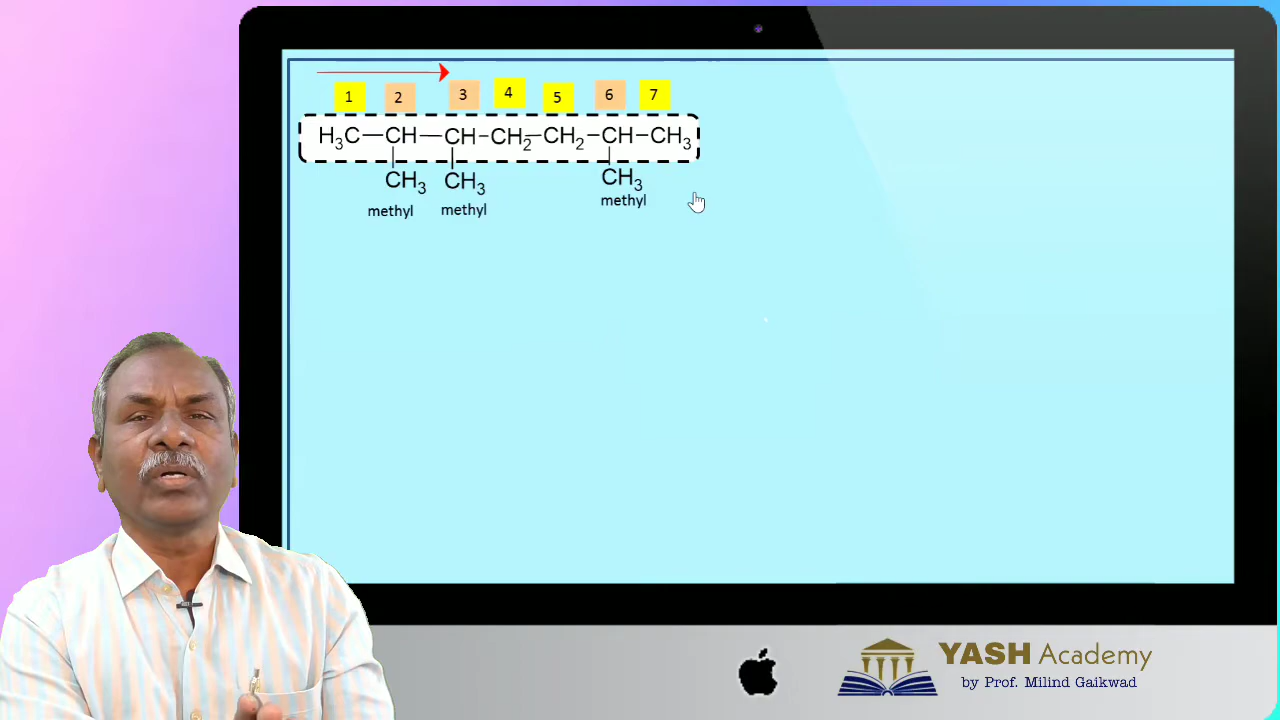 1 2 3 4 5 6 7
H3C—CH—CH–CH2–CH2–CH–CH3
CH3 CH3 CH3
methyl methyl methyl
YASH Academy
by Prof. Milind Gaikwad